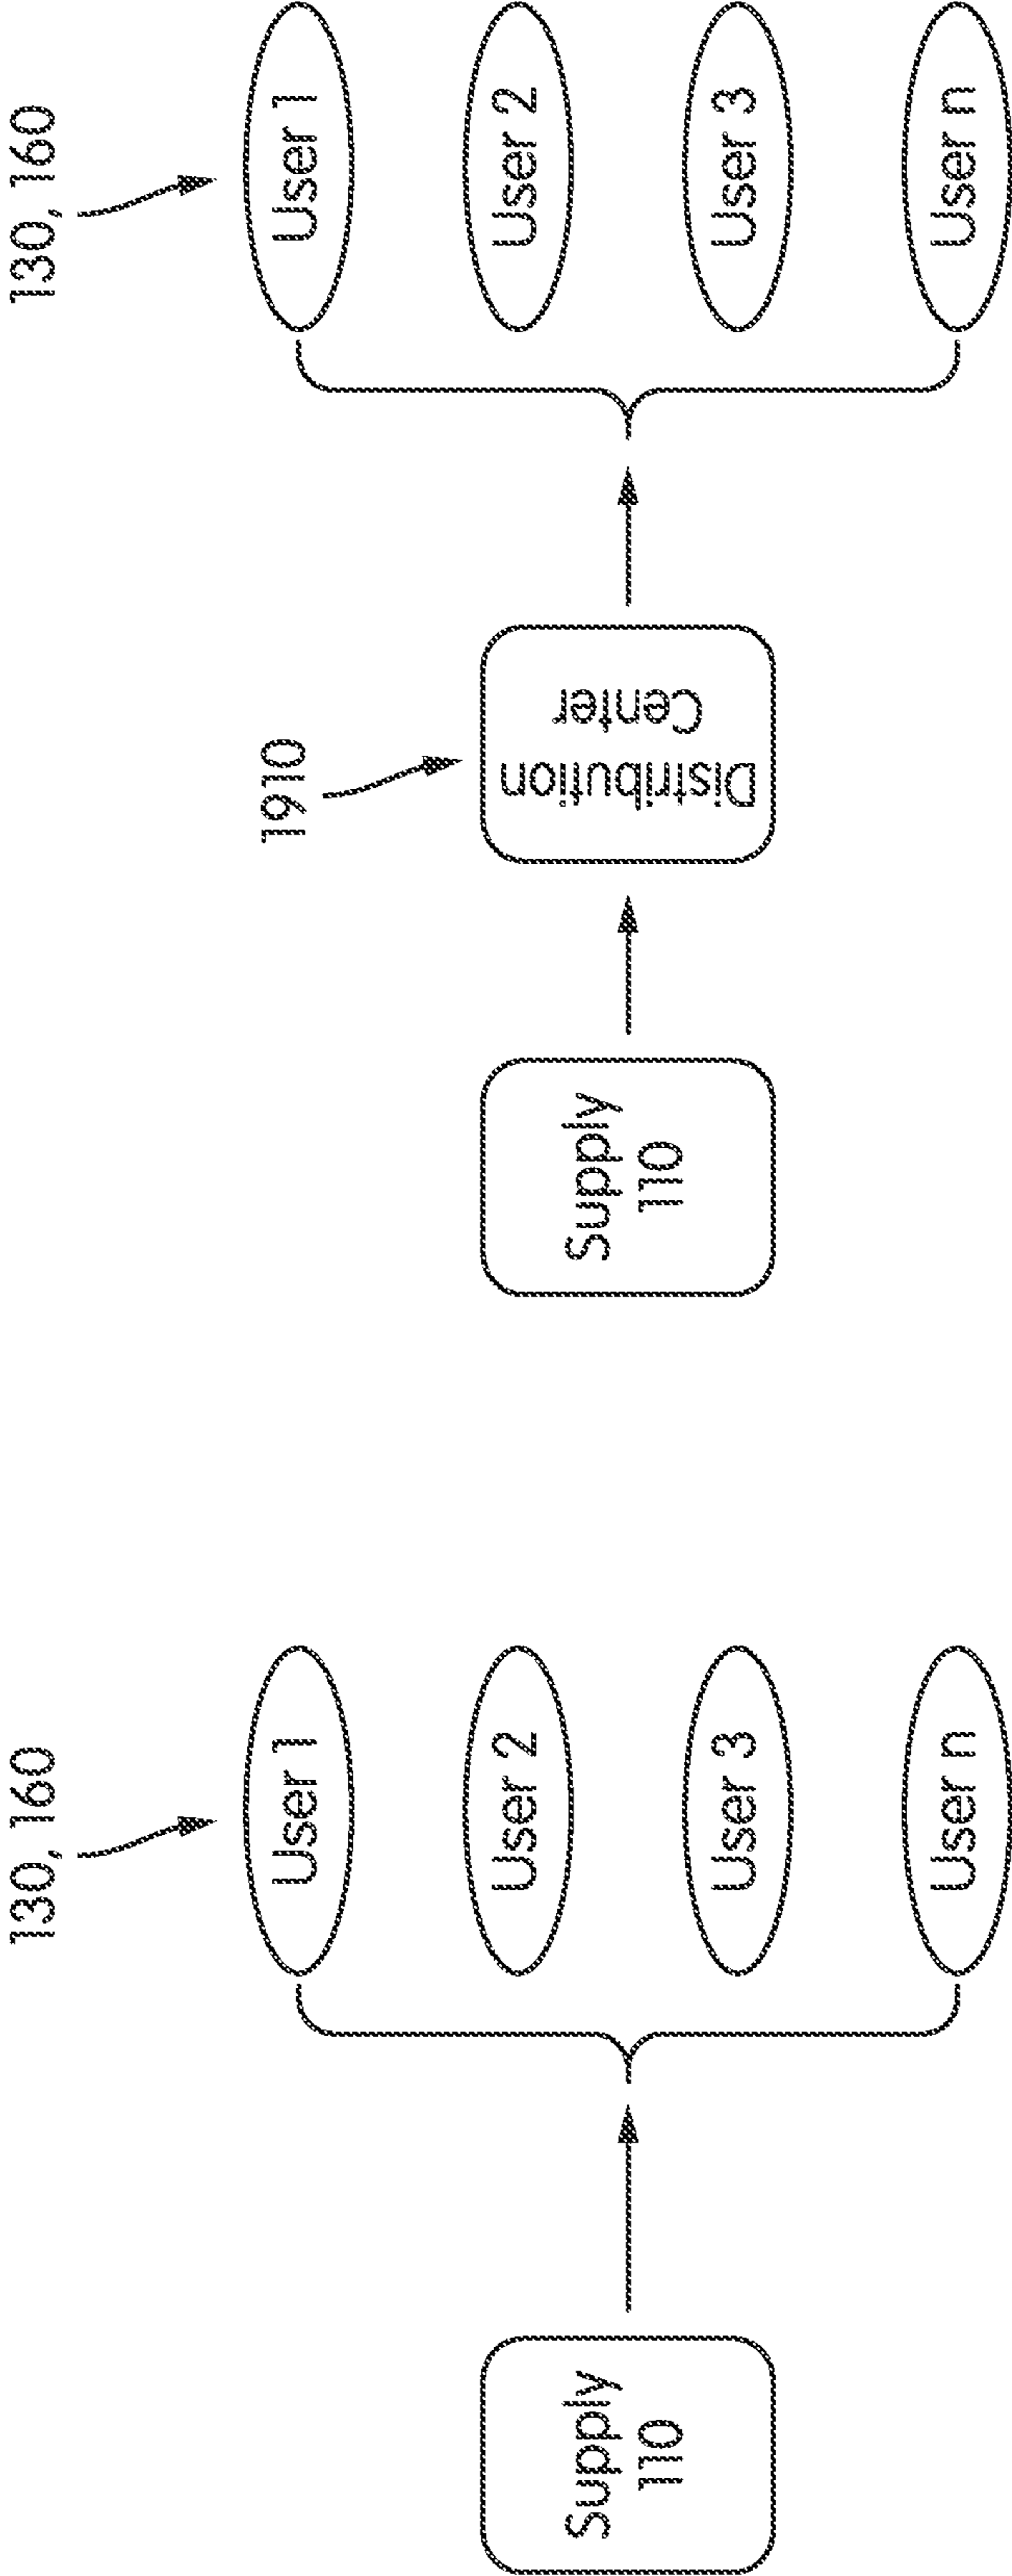 130, 160
User 1
User 2
Supply
110
User 3
User n
130, 160
1910
User 1
User 2
Supply
110
Distribution
Center
User 3
User n